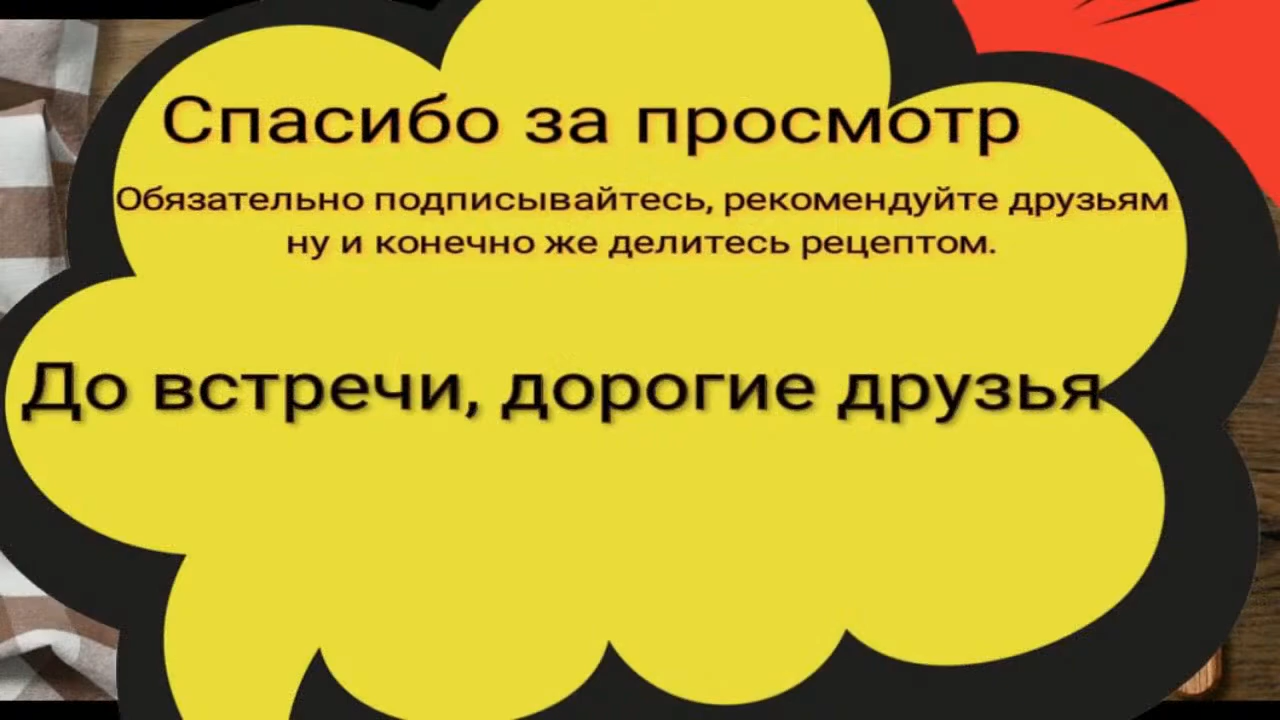 Спасибо за просмотр
Обязательно подписывайтесь, рекомендуйте друзьям
ну и конечно же делитесь рецептом.
До встречи, дорогие друзья